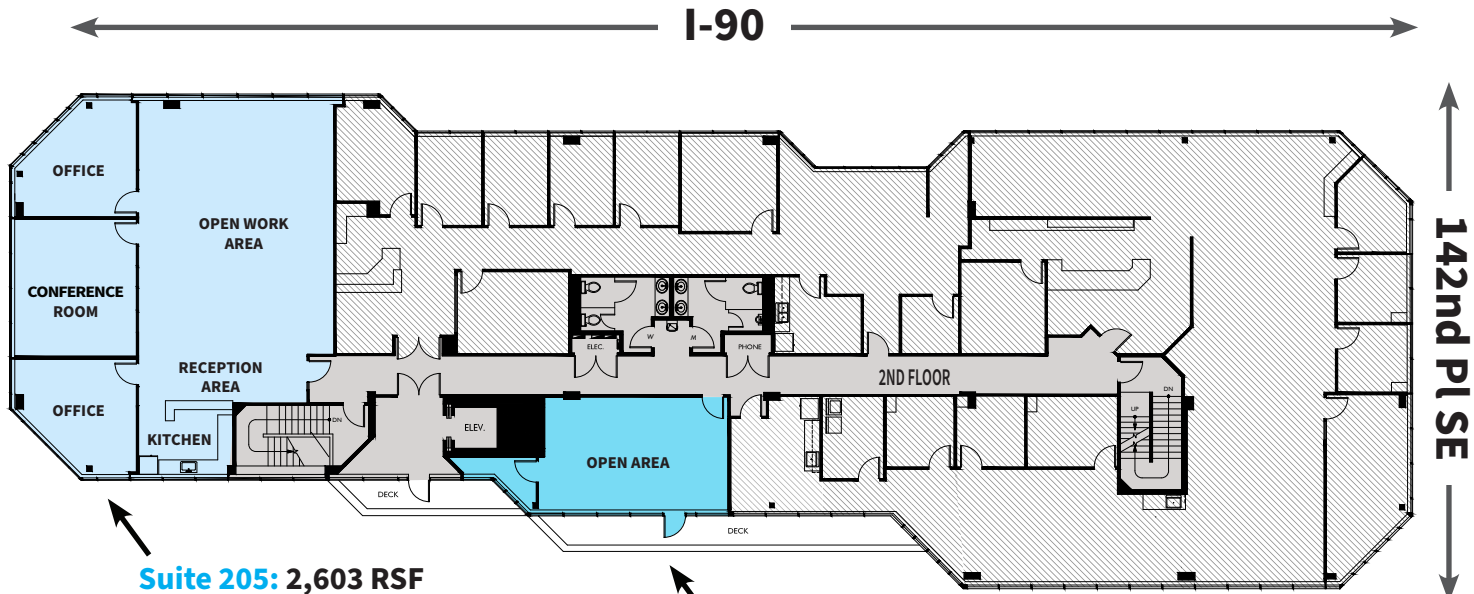 I-90
OFFICE
OPEN WORK
AREA
CONFERENCE
ROOM
142nd Pl SE
W
M
ELEC.
PHONE
RECEPTION
AREA
2ND FLOOR
OFFICE
DN
UP
DN
KITCHEN
ELEV.
OPEN AREA
DECK
DECK
Suite 205: 2,603 RSF